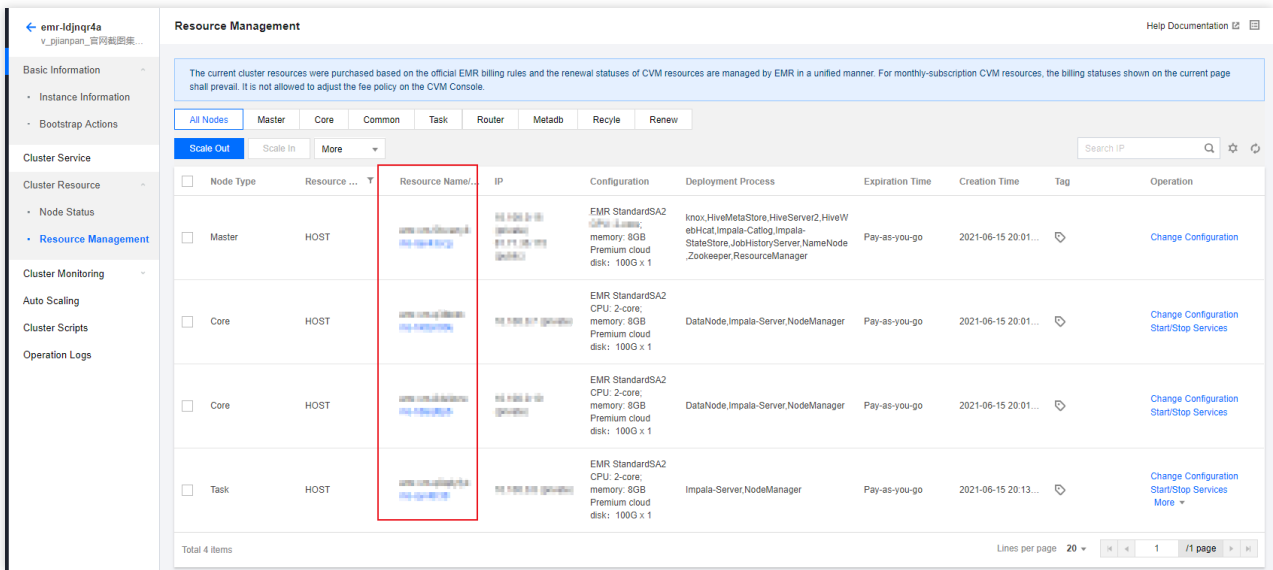 emr-ldjnqr4a
v_pjianpan_官网截图集...
Resource Management
Help Documentation
Basic Information
Instance Information
Bootstrap Actions
Cluster Service
Cluster Resource
Node Status
Resource Management
Cluster Monitoring
Auto Scaling
Cluster Scripts
Operation Logs
The current cluster resources were purchased based on the official EMR billing rules and the renewal statuses of CVM resources are managed by EMR in a unified manner. For monthly-subscription CVM resources, the billing statuses shown on the current page
shall prevail. It is not allowed to adjust the fee policy on the CVM Console.
All Nodes Master Core Common Task Router Metadb Recyle Renew
Scale Out Scale In More Search IP
Node Type Resource ... Resource Name/... IP Configuration Deployment Process Expiration Time Creation Time Tag Operation
Master HOST
EMR StandardSA2
memory: 8GB
Premium cloud
disk: 100G x 1
knox,HiveMetaStore,HiveServer2,HiveW
ebHcat,Impala-Catlog,Impala-
StateStore,JobHistoryServer,NameNode
,Zookeeper,ResourceManager
Pay-as-you-go 2021-06-15 20:01... Change Configuration
Core HOST
EMR StandardSA2
CPU: 2-core;
memory: 8GB
Premium cloud
disk: 100G x 1
DataNode,Impala-Server,NodeManager Pay-as-you-go 2021-06-15 20:01...
Change Configuration
Start/Stop Services
Core HOST
EMR StandardSA2
CPU: 2-core;
memory: 8GB
Premium cloud
disk: 100G x 1
DataNode,Impala-Server,NodeManager Pay-as-you-go 2021-06-15 20:01...
Change Configuration
Start/Stop Services
Task HOST
EMR StandardSA2
CPU: 2-core;
memory: 8GB
Premium cloud
disk: 100G x 1
Impala-Server,NodeManager Pay-as-you-go 2021-06-15 20:13...
Change Configuration
Start/Stop Services
More
Total 4 items Lines per page 20 1 /1 page